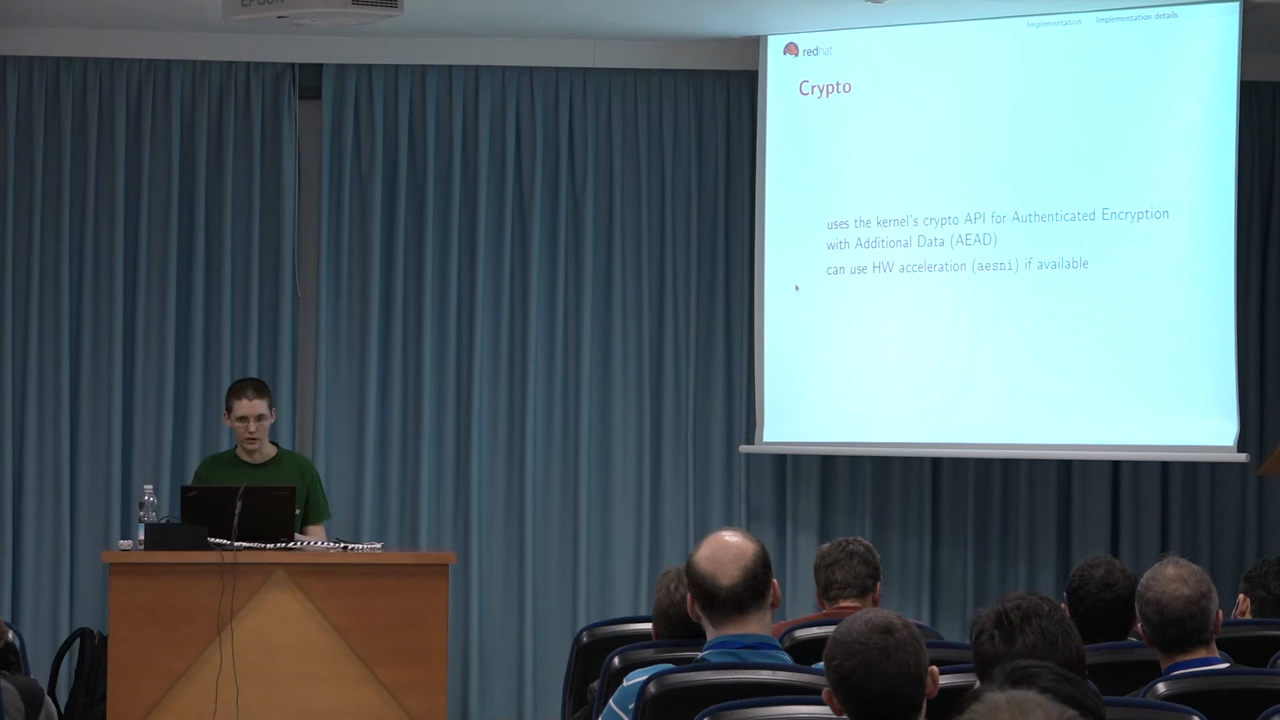 EPSON
Implementation Implementation details
redhat
Crypto
uses the kernel's crypto API for Authenticated Encryption
with Additional Data (AEAD)
can use HW acceleration (aesni) if available